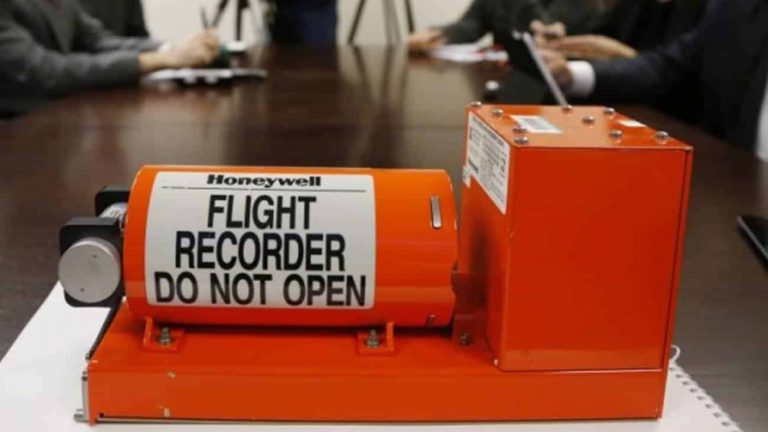 Honeywell
FLIGHT
RECORDER
DO NOT OPEN